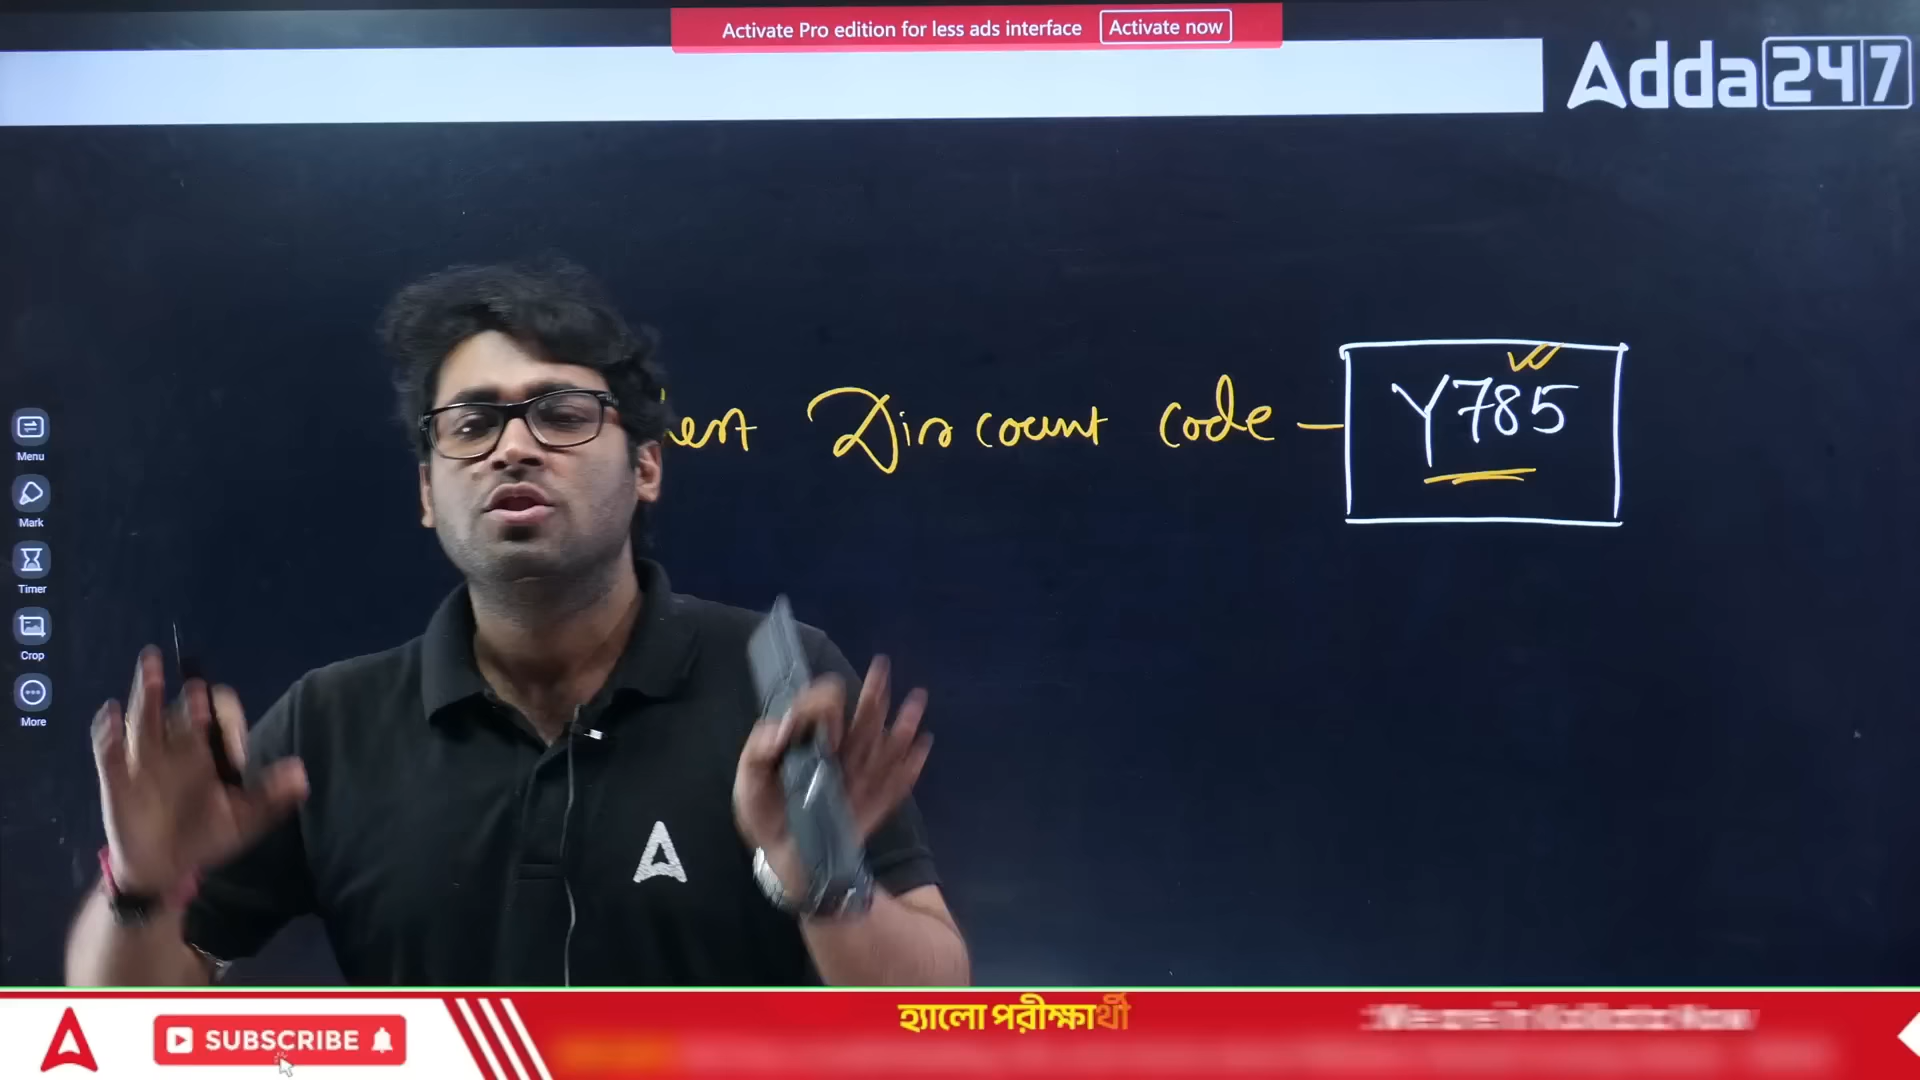 Activate Pro edition for less ads interface Activate now
Adda247
Discount code — Y785
Menu
Mark
Timer
Crop
More
SUBSCRIBE
হ্যালো পরীক্ষার্থী